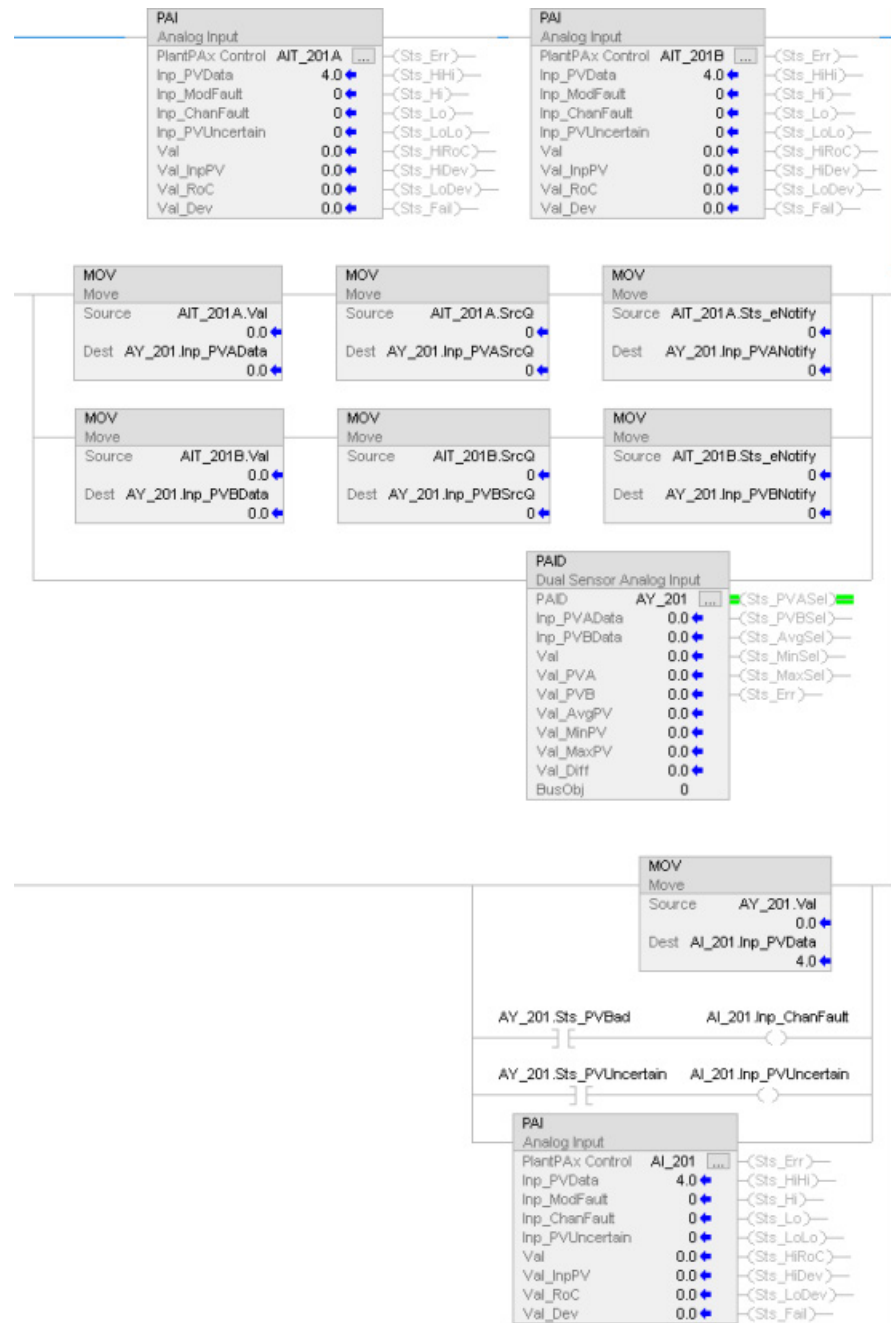 PAI PAI
Analog Input Analog Input
PlantPAx Control AIT_201A ... (Sts_Err) PlantPAx Control AIT_201B ... (Sts_Err)
Inp_PVData 4.0 (Sts_HiHi) Inp_PVData 4.0 (Sts_HiHi)
Inp_ModFault 0 (Sts_Hi) Inp_ModFault 0 (Sts_Hi)
Inp_ChanFault 0 (Sts_Lo) Inp_ChanFault 0 (Sts_Lo)
Inp_PVUncertain 0 (Sts_LoLo) Inp_PVUncertain 0 (Sts_LoLo)
Val 0.0 (Sts_HiRoC) Val 0.0 (Sts_HiRoC)
Val_InpPV 0.0 (Sts_HiDev) Val_InpPV 0.0 (Sts_HiDev)
Val_RoC 0.0 (Sts_LoDev) Val_RoC 0.0 (Sts_LoDev)
Val_Dev 0.0 (Sts_Fail) Val_Dev 0.0 (Sts_Fail)
MOV MOV MOV
Move Move Move
Source AIT_201A.Val Source AIT_201A.SrcQ Source AIT_201A.Sts_eNotify
0.0 0 0
Dest AY_201.Inp_PVAData Dest AY_201.Inp_PVASrcQ Dest AY_201.Inp_PVANotify
0.0 0 0
MOV MOV MOV
Move Move Move
Source AIT_201B.Val Source AIT_201B.SrcQ Source AIT_201B.Sts_eNotify
0.0 0 0
Dest AY_201.Inp_PVBData Dest AY_201.Inp_PVBSrcQ Dest AY_201.Inp_PVBNotify
0.0 0 0
PAID
Dual Sensor Analog Input
PAID AY_201 ... (Sts_PVASel)
Inp_PVAData 0.0 (Sts_PVBSel)
Inp_PVBData 0.0 (Sts_AvgSel)
Val 0.0 (Sts_MinSel)
Val_PVA 0.0 (Sts_MaxSel)
Val_PVB 0.0 (Sts_Err)
Val_AvgPV 0.0
Val_MinPV 0.0
Val_MaxPV 0.0
Val_Diff 0.0
BusObj 0
MOV
Move
Source AY_201.Val
0.0
Dest AI_201.Inp_PVData
4.0
AY_201.Sts_PVBad AI_201.Inp_ChanFault
AY_201.Sts_PVUncertain AI_201.Inp_PVUncertain
PAI
Analog Input
PlantPAx Control AI_201 ... (Sts_Err)
Inp_PVData 4.0 (Sts_HiHi)
Inp_ModFault 0 (Sts_Hi)
Inp_ChanFault 0 (Sts_Lo)
Inp_PVUncertain 0 (Sts_LoLo)
Val 0.0 (Sts_HiRoC)
Val_InpPV 0.0 (Sts_HiDev)
Val_RoC 0.0 (Sts_LoDev)
Val_Dev 0.0 (Sts_Fail)